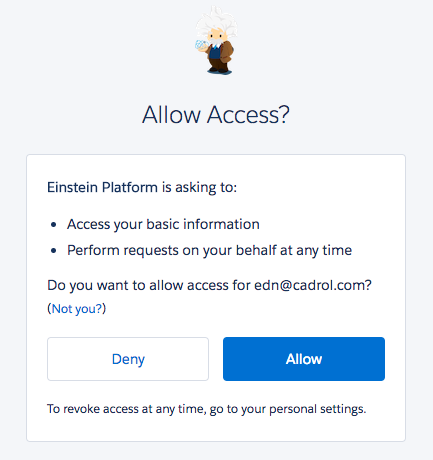 Allow Access?
Einstein Platform is asking to:
• Access your basic information
• Perform requests on your behalf at any time
Do you want to allow access for edn@cadrol.com?
(Not you?)
Deny
Allow
To revoke access at any time, go to your personal settings.